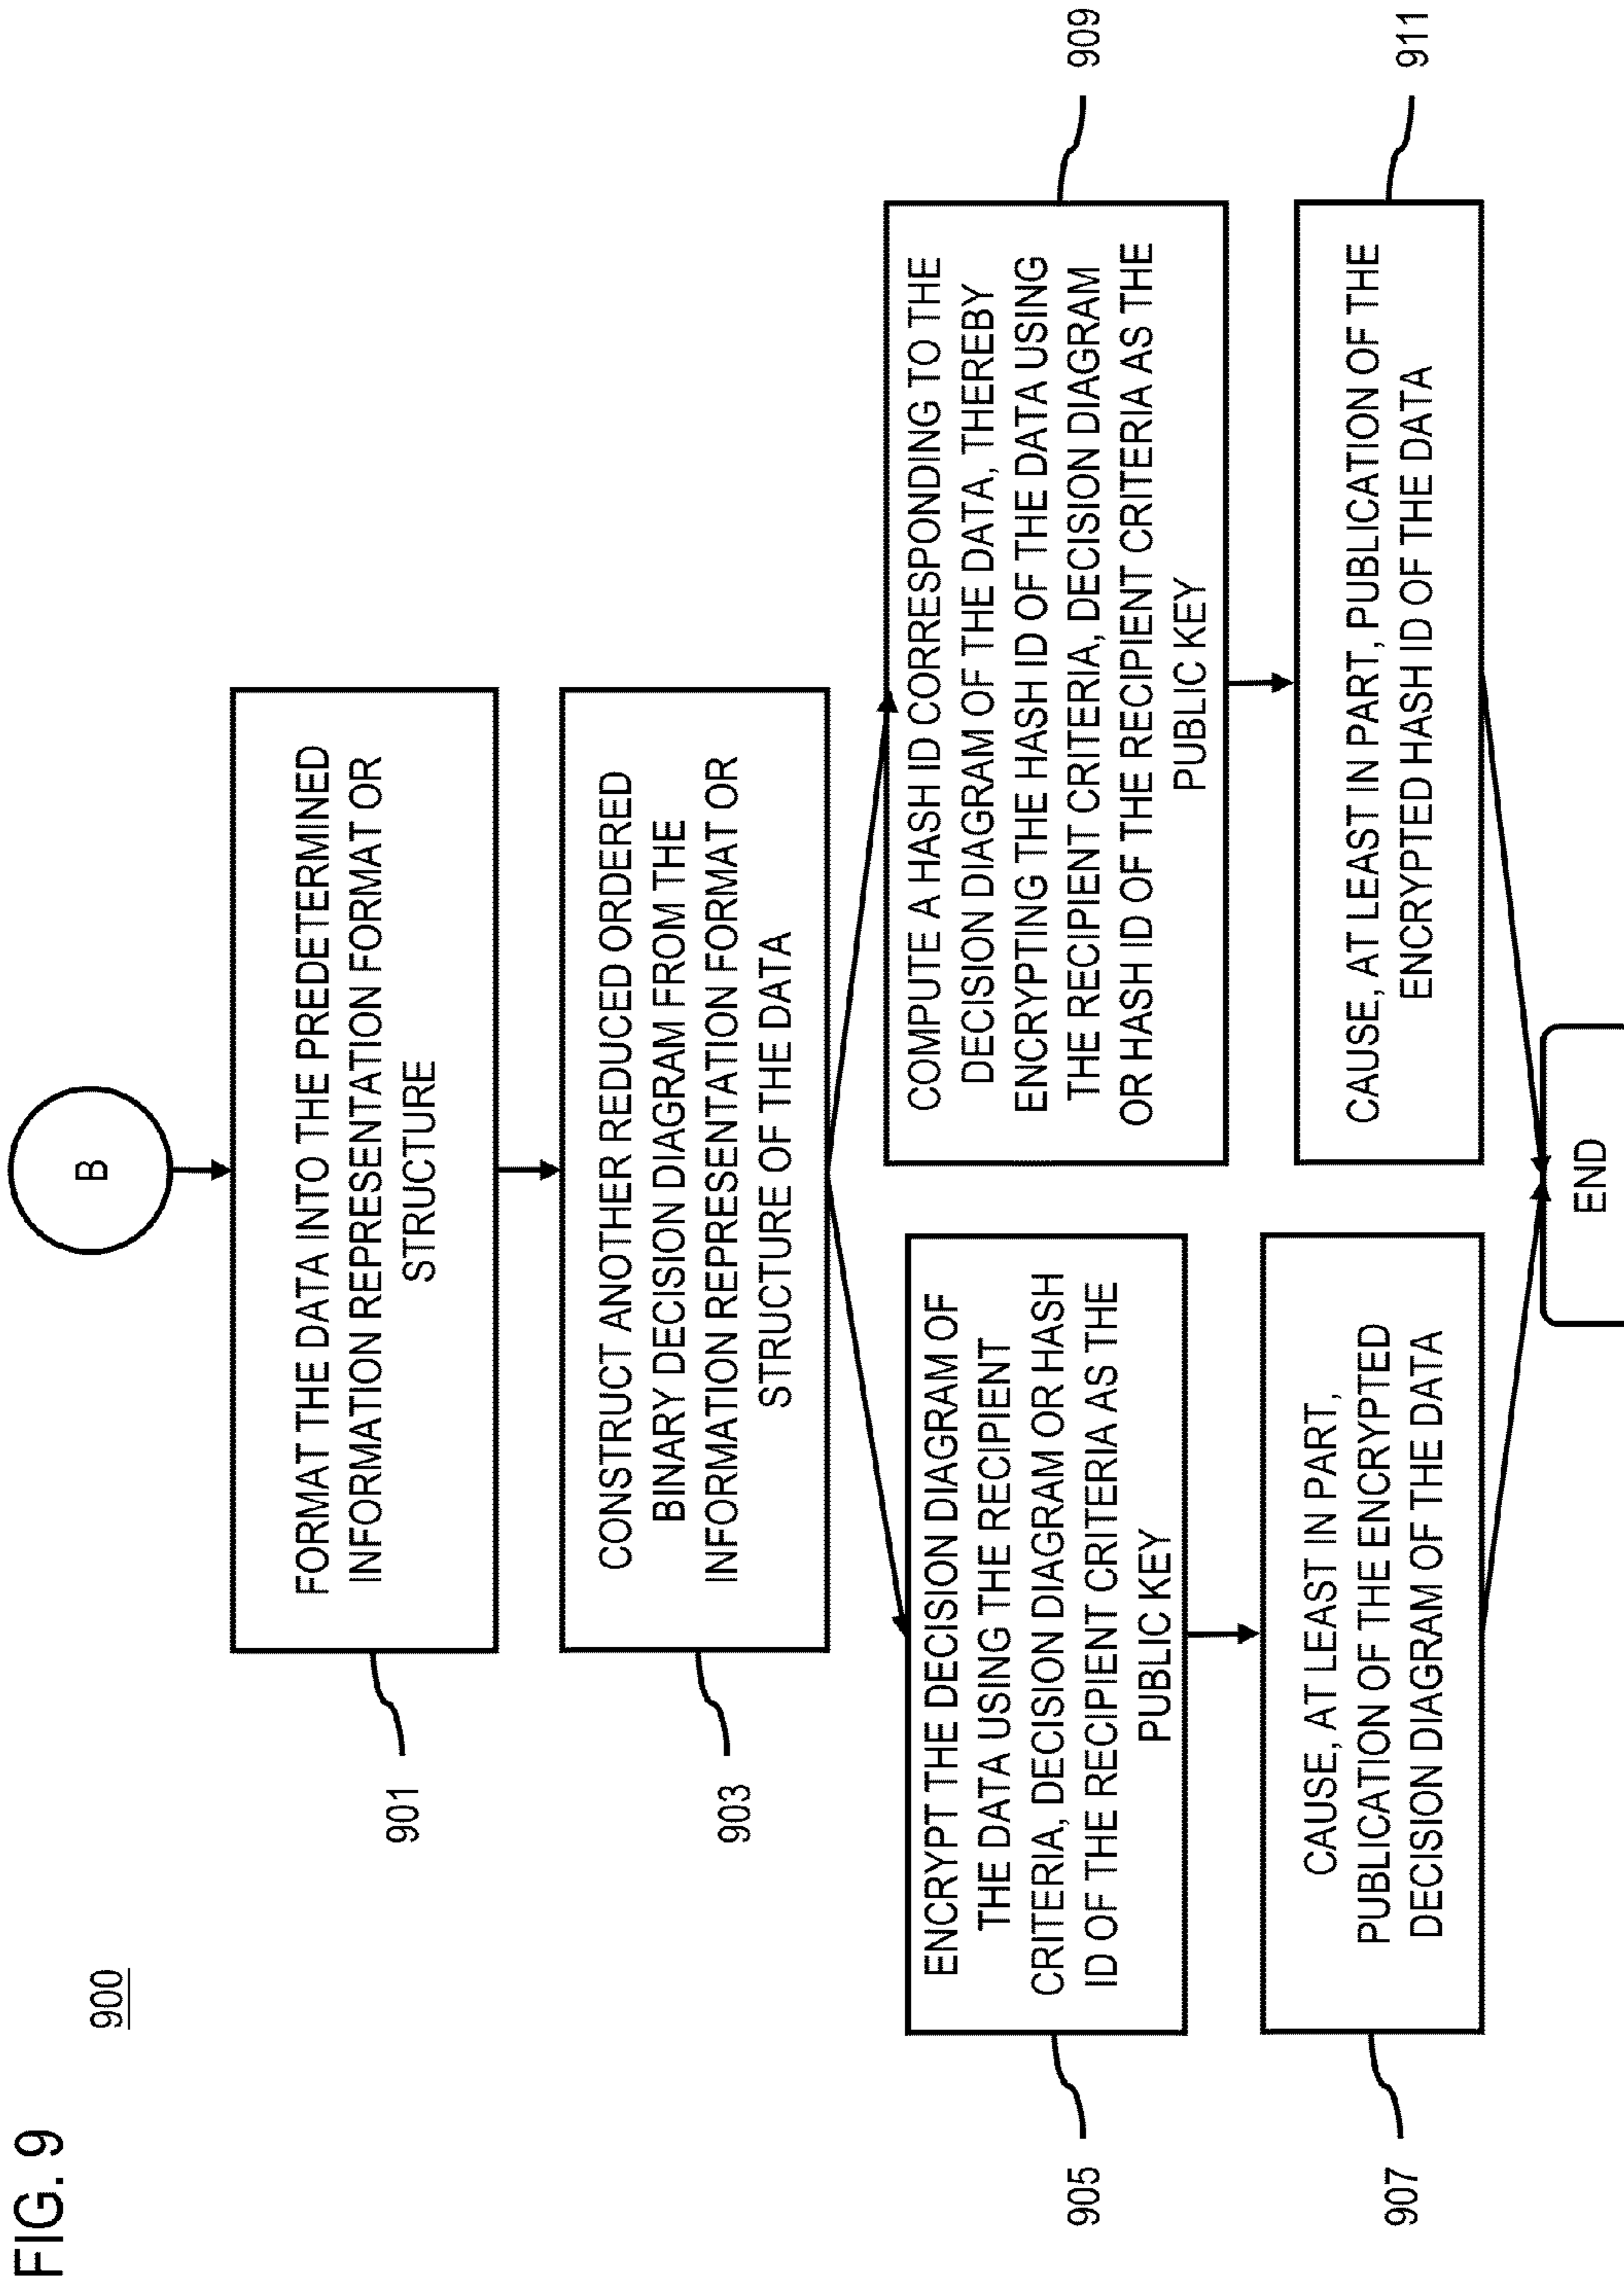 FIG. 9
900
B
FORMAT THE DATA INTO THE PREDETERMINED
INFORMATION REPRESENTATION FORMAT OR
STRUCTURE
901
CONSTRUCT ANOTHER REDUCED ORDERED
BINARY DECISION DIAGRAM FROM THE
INFORMATION REPRESENTATION FORMAT OR
STRUCTURE OF THE DATA
903
ENCRYPT THE DECISION DIAGRAM OF
THE DATA USING THE RECIPIENT
CRITERIA, DECISION DIAGRAM OR HASH
ID OF THE RECIPIENT CRITERIA AS THE
PUBLIC KEY
905
CAUSE, AT LEAST IN PART,
PUBLICATION OF THE ENCRYPTED
DECISION DIAGRAM OF THE DATA
907
COMPUTE A HASH ID CORRESPONDING TO THE
DECISION DIAGRAM OF THE DATA, THEREBY
ENCRYPTING THE HASH ID OF THE DATA USING
THE RECIPIENT CRITERIA, DECISION DIAGRAM
OR HASH ID OF THE RECIPIENT CRITERIA AS THE
PUBLIC KEY
909
CAUSE, AT LEAST IN PART, PUBLICATION OF THE
ENCRYPTED HASH ID OF THE DATA
911
END